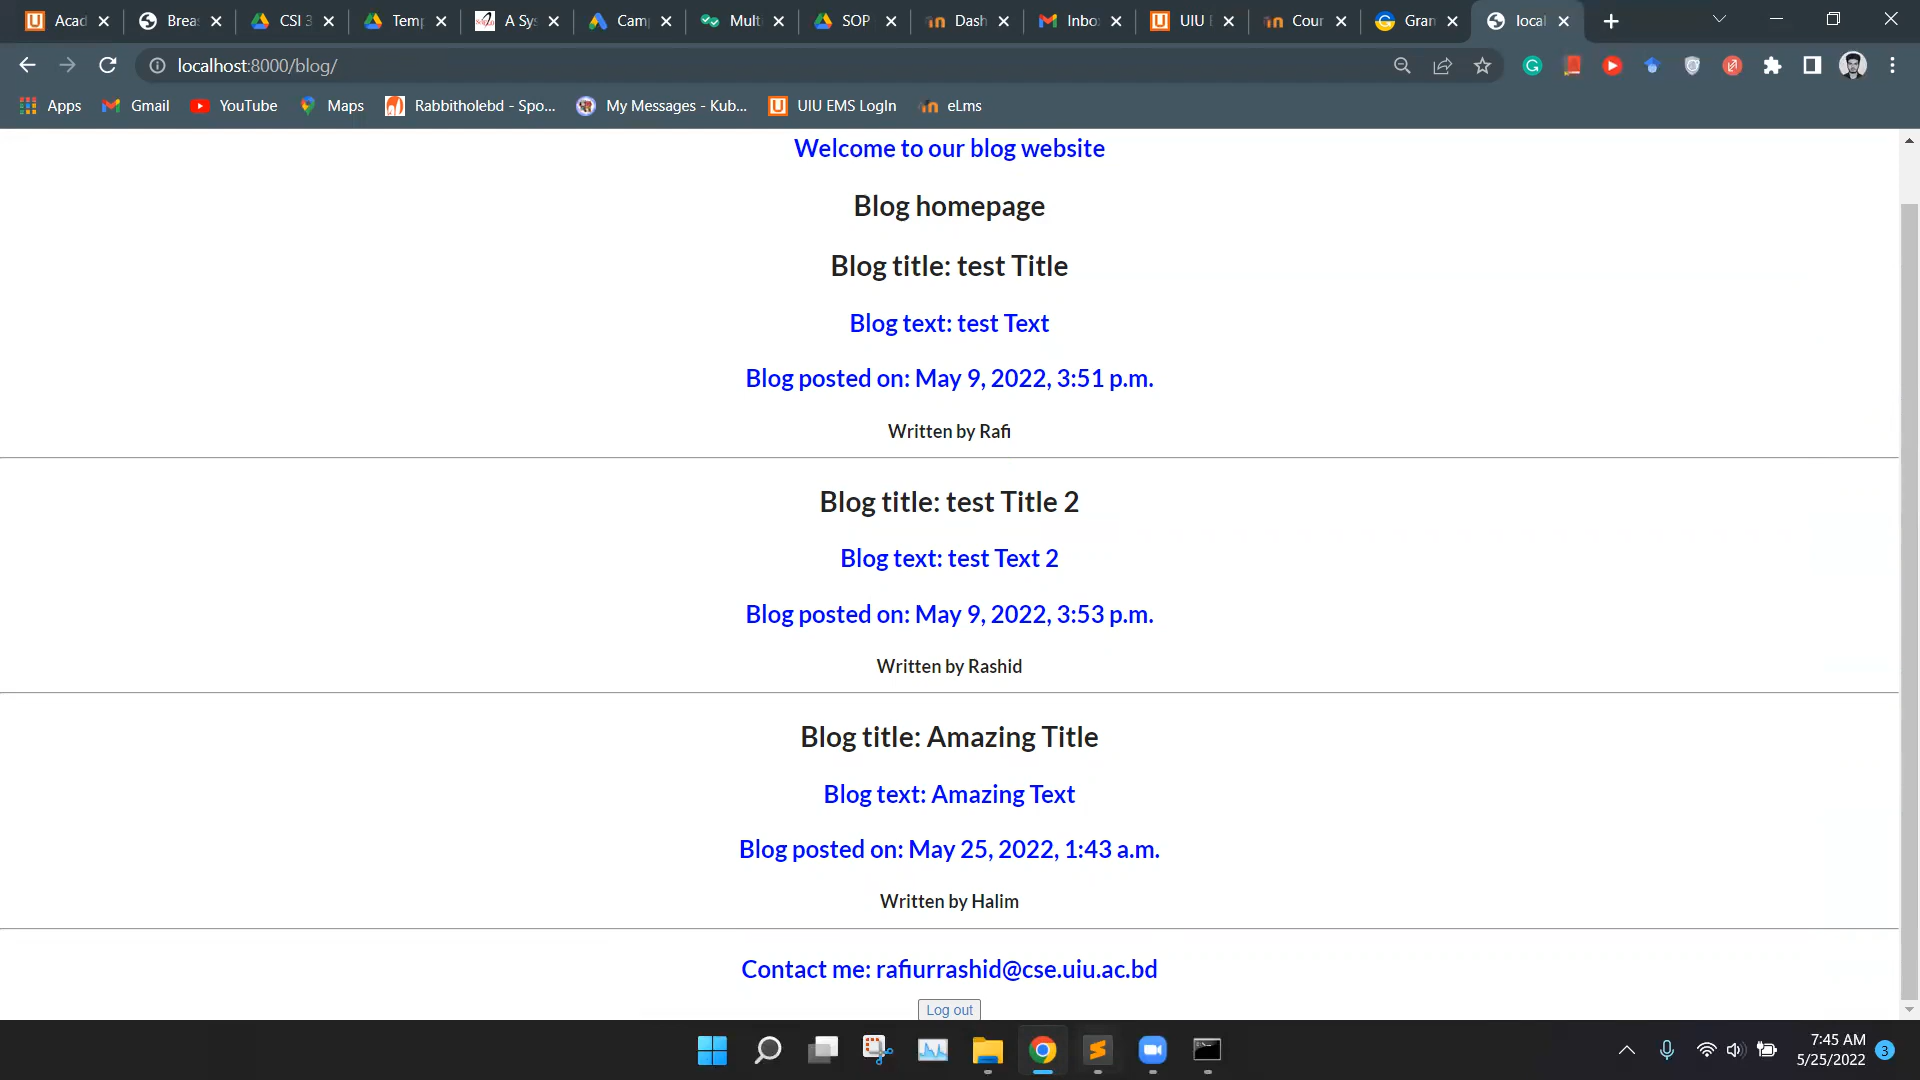 Acad
Brea
CSI 3
Temp
A Sys
Camp
Multi
SOP
Dash
Inbo
UIU E
Cour
Gran
local
localhost:8000/blog/
Apps
Gmail
YouTube
Maps
Rabbitholebd - Spo...
My Messages - Kub...
UIU EMS LogIn
eLms
Welcome to our blog website
Blog homepage
Blog title: test Title
Blog text: test Text
Blog posted on: May 9, 2022, 3:51 p.m.
Written by Rafi
Blog title: test Title 2
Blog text: test Text 2
Blog posted on: May 9, 2022, 3:53 p.m.
Written by Rashid
Blog title: Amazing Title
Blog text: Amazing Text
Blog posted on: May 25, 2022, 1:43 a.m.
Written by Halim
Contact me: rafiurrashid@cse.uiu.ac.bd
Log out
7:45 AM
5/25/2022
3